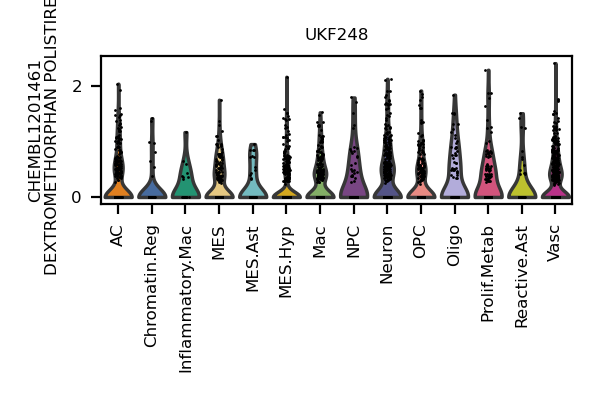 UKF248
CHEMBL1201461
DEXTROMETHORPHAN POLISTIRE
2
0
AC
Chromatin.Reg
Inflammatory.Mac
MES
MES.Ast
MES.Hyp
Mac
NPC
Neuron
OPC
Oligo
Prolif.Metab
Reactive.Ast
Vasc